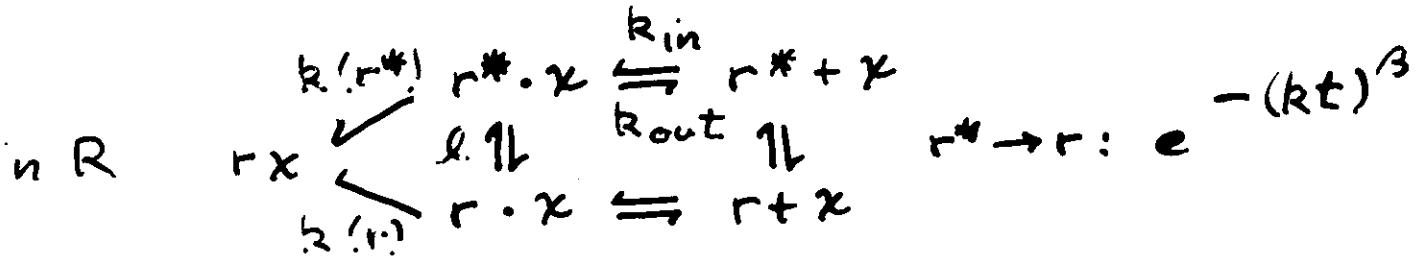 k(r*) r*·x ⇌ r* + x
k_in
k_out
e^{-(kt)^β}
n R rx l. ⇅ ⇅ r* → r :
k(r) r · x ⇌ r + x